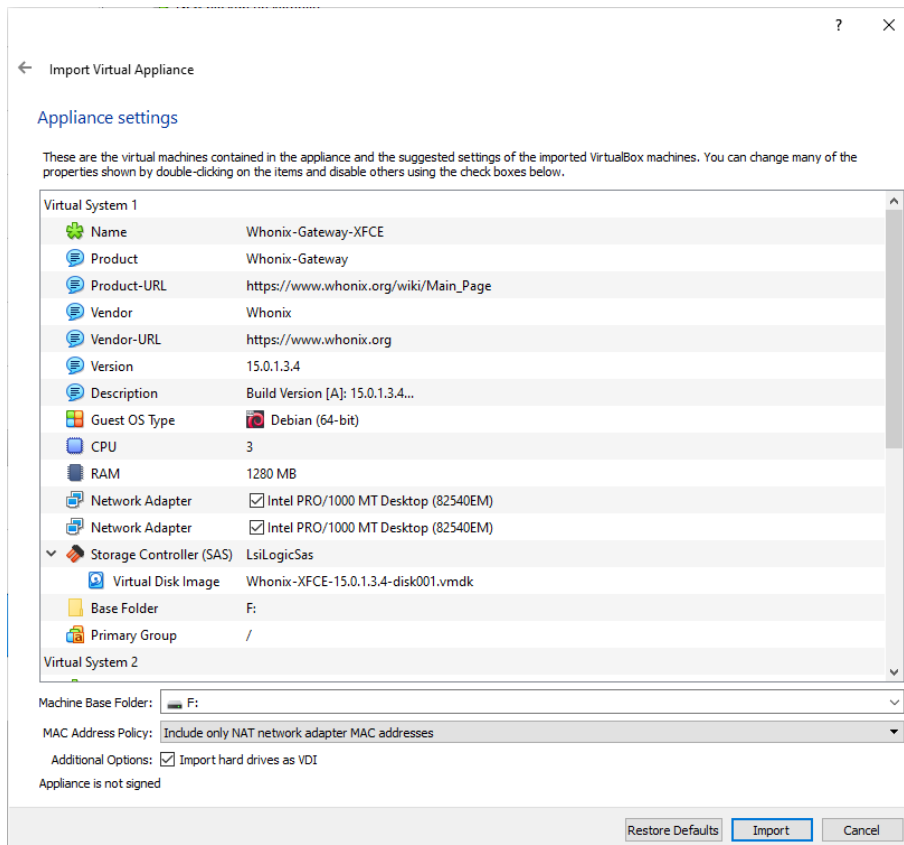 ?
Import Virtual Appliance
Appliance settings
These are the virtual machines contained in the appliance and the suggested settings of the imported VirtualBox machines. You can change many of the
properties shown by double-clicking on the items and disable others using the check boxes below.
Virtual System 1
Name Whonix-Gateway-XFCE
Product Whonix-Gateway
Product-URL https://www.whonix.org/wiki/Main_Page
Vendor Whonix
Vendor-URL https://www.whonix.org
Version 15.0.1.3.4
Description Build Version [A]: 15.0.1.3.4...
Guest OS Type Debian (64-bit)
CPU 3
RAM 1280 MB
Network Adapter Intel PRO/1000 MT Desktop (82540EM)
Network Adapter Intel PRO/1000 MT Desktop (82540EM)
Storage Controller (SAS) LsiLogicSas
Virtual Disk Image Whonix-XFCE-15.0.1.3.4-disk001.vmdk
Base Folder F:
Primary Group /
Virtual System 2
Machine Base Folder: F:
MAC Address Policy: Include only NAT network adapter MAC addresses
Additional Options: Import hard drives as VDI
Appliance is not signed
Restore Defaults Import Cancel